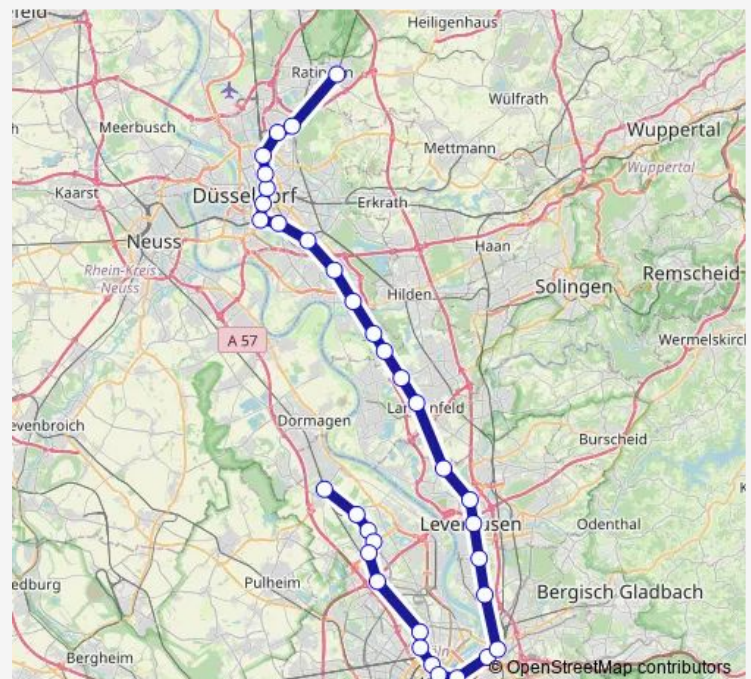 Heiligenhaus
Ratingen
Wülfrath
Meerbusch
Wuppertal
Mettmann
Wuppertal
Kaarst
Düsseldorf
Erkrath
Neuss
Haan
Rhein-Kreis
Neuss
Remscheid
Solingen
Hilden
A 57
Wermelskirc
Langenfeld
Dormagen
evenbroich
Burscheid
Leverkusen
Odenthal
edburg
Pulheim
Bergisch Gladbach
Bergheim
© OpenStreetMap contributors